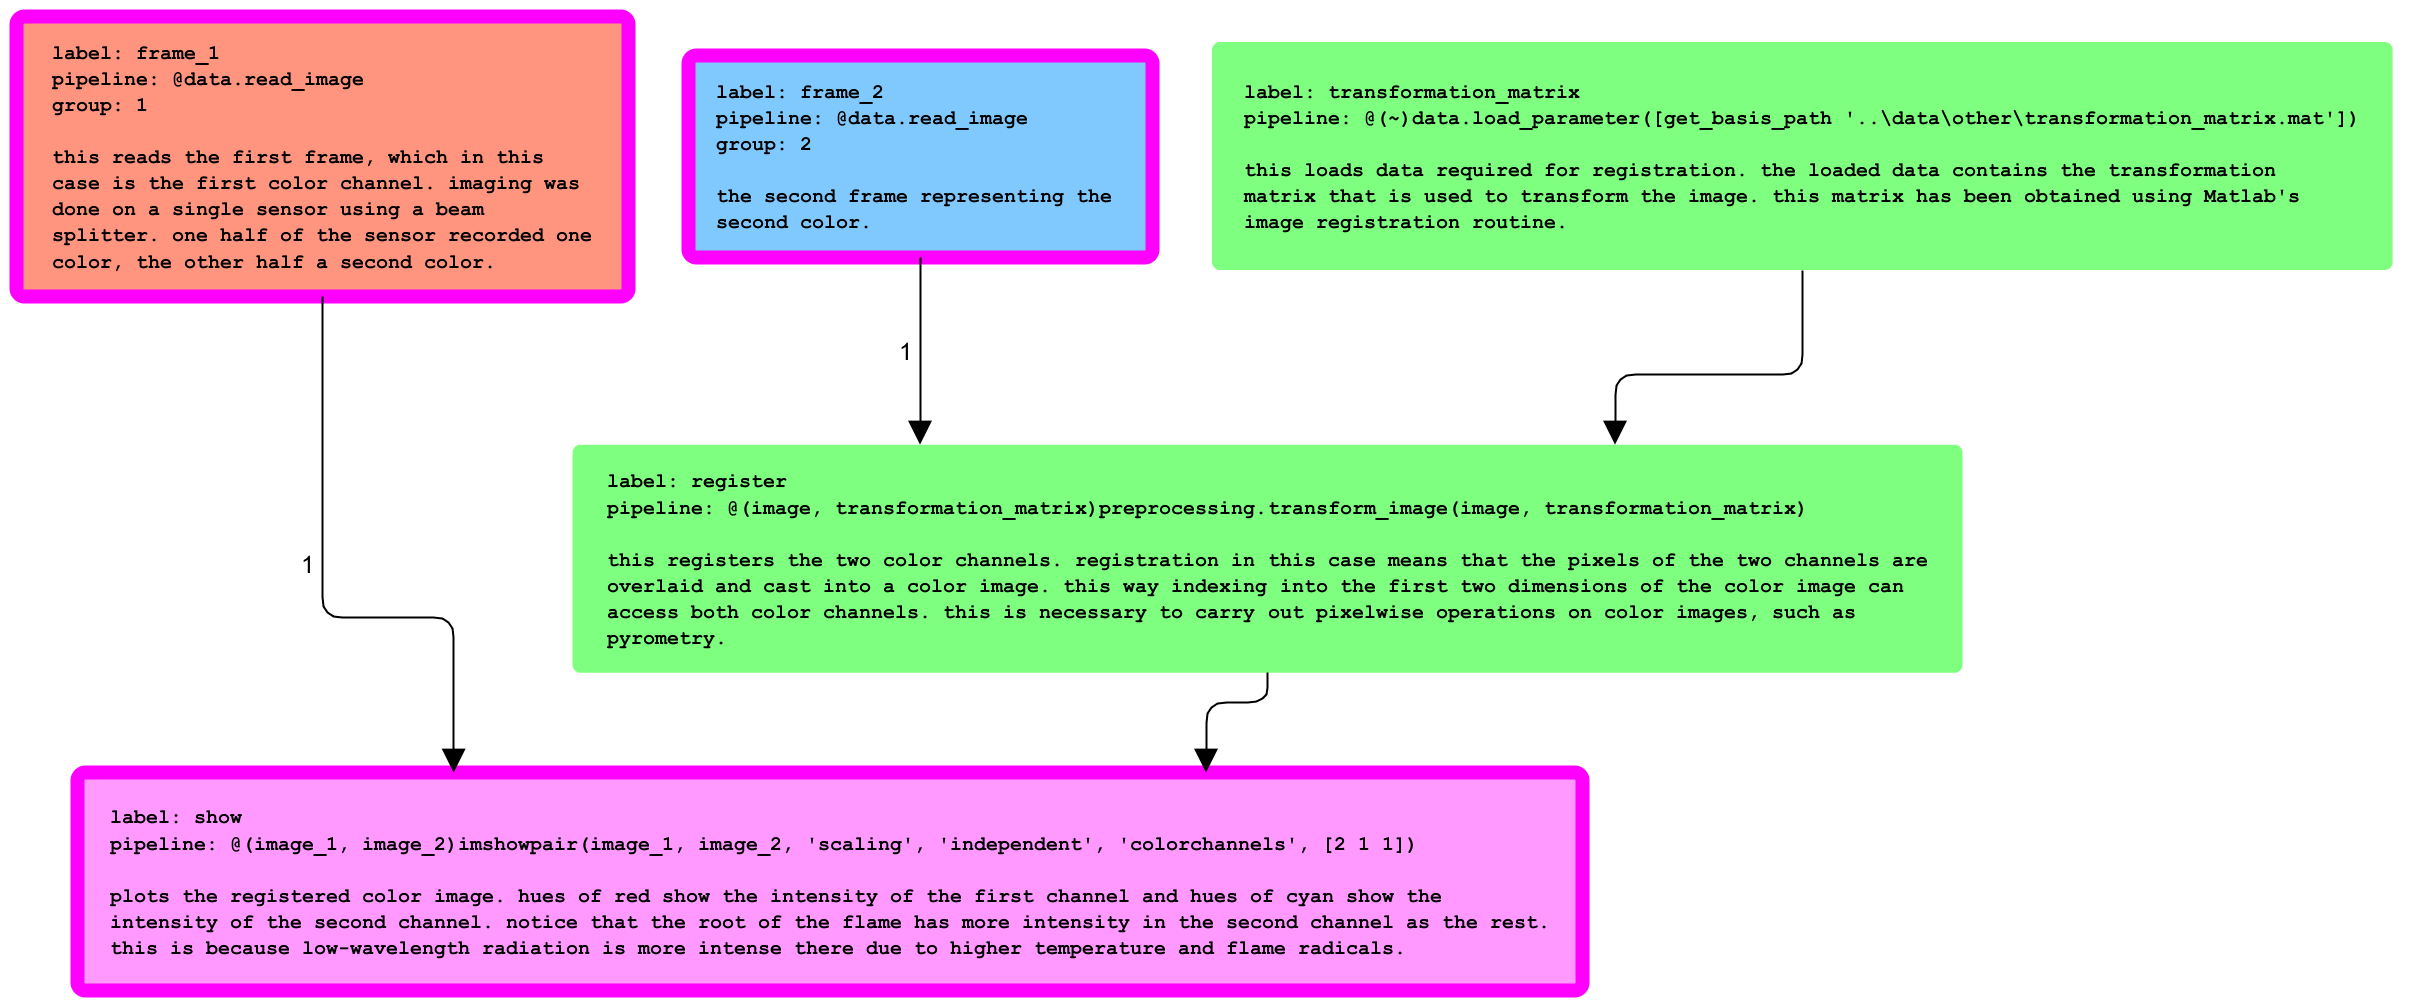 label: frame_1
pipeline: @data.read_image
group: 1
this reads the first frame, which in this
case is the first color channel. imaging was
done on a single sensor using a beam
splitter. one half of the sensor recorded one
color, the other half a second color.
label: frame_2
pipeline: @data.read_image
group: 2
the second frame representing the
second color.
label: transformation_matrix
pipeline: @(~)data.load_parameter([get_basis_path '..\data\other\transformation_matrix.mat'])
this loads data required for registration. the loaded data contains the transformation
matrix that is used to transform the image. this matrix has been obtained using Matlab's
image registration routine.
1
label: register
pipeline: @(image, transformation_matrix)preprocessing.transform_image(image, transformation_matrix)
this registers the two color channels. registration in this case means that the pixels of the two channels are
overlaid and cast into a color image. this way indexing into the first two dimensions of the color image can
access both color channels. this is necessary to carry out pixelwise operations on color images, such as
pyrometry.
1
label: show
pipeline: @(image_1, image_2)imshowpair(image_1, image_2, 'scaling', 'independent', 'colorchannels', [2 1 1])
plots the registered color image. hues of red show the intensity of the first channel and hues of cyan show the
intensity of the second channel. notice that the root of the flame has more intensity in the second channel as the rest.
this is because low-wavelength radiation is more intense there due to higher temperature and flame radicals.